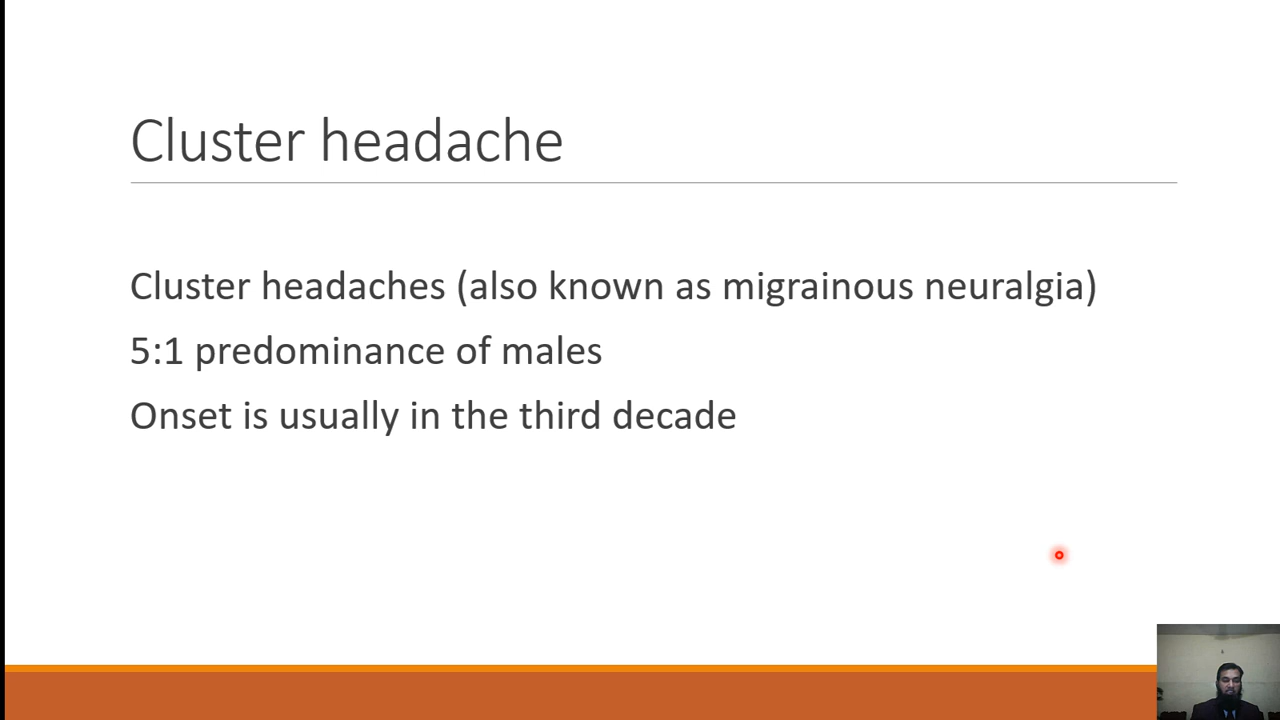 Cluster headache
Cluster headaches (also known as migrainous neuralgia)
5:1 predominance of males
Onset is usually in the third decade